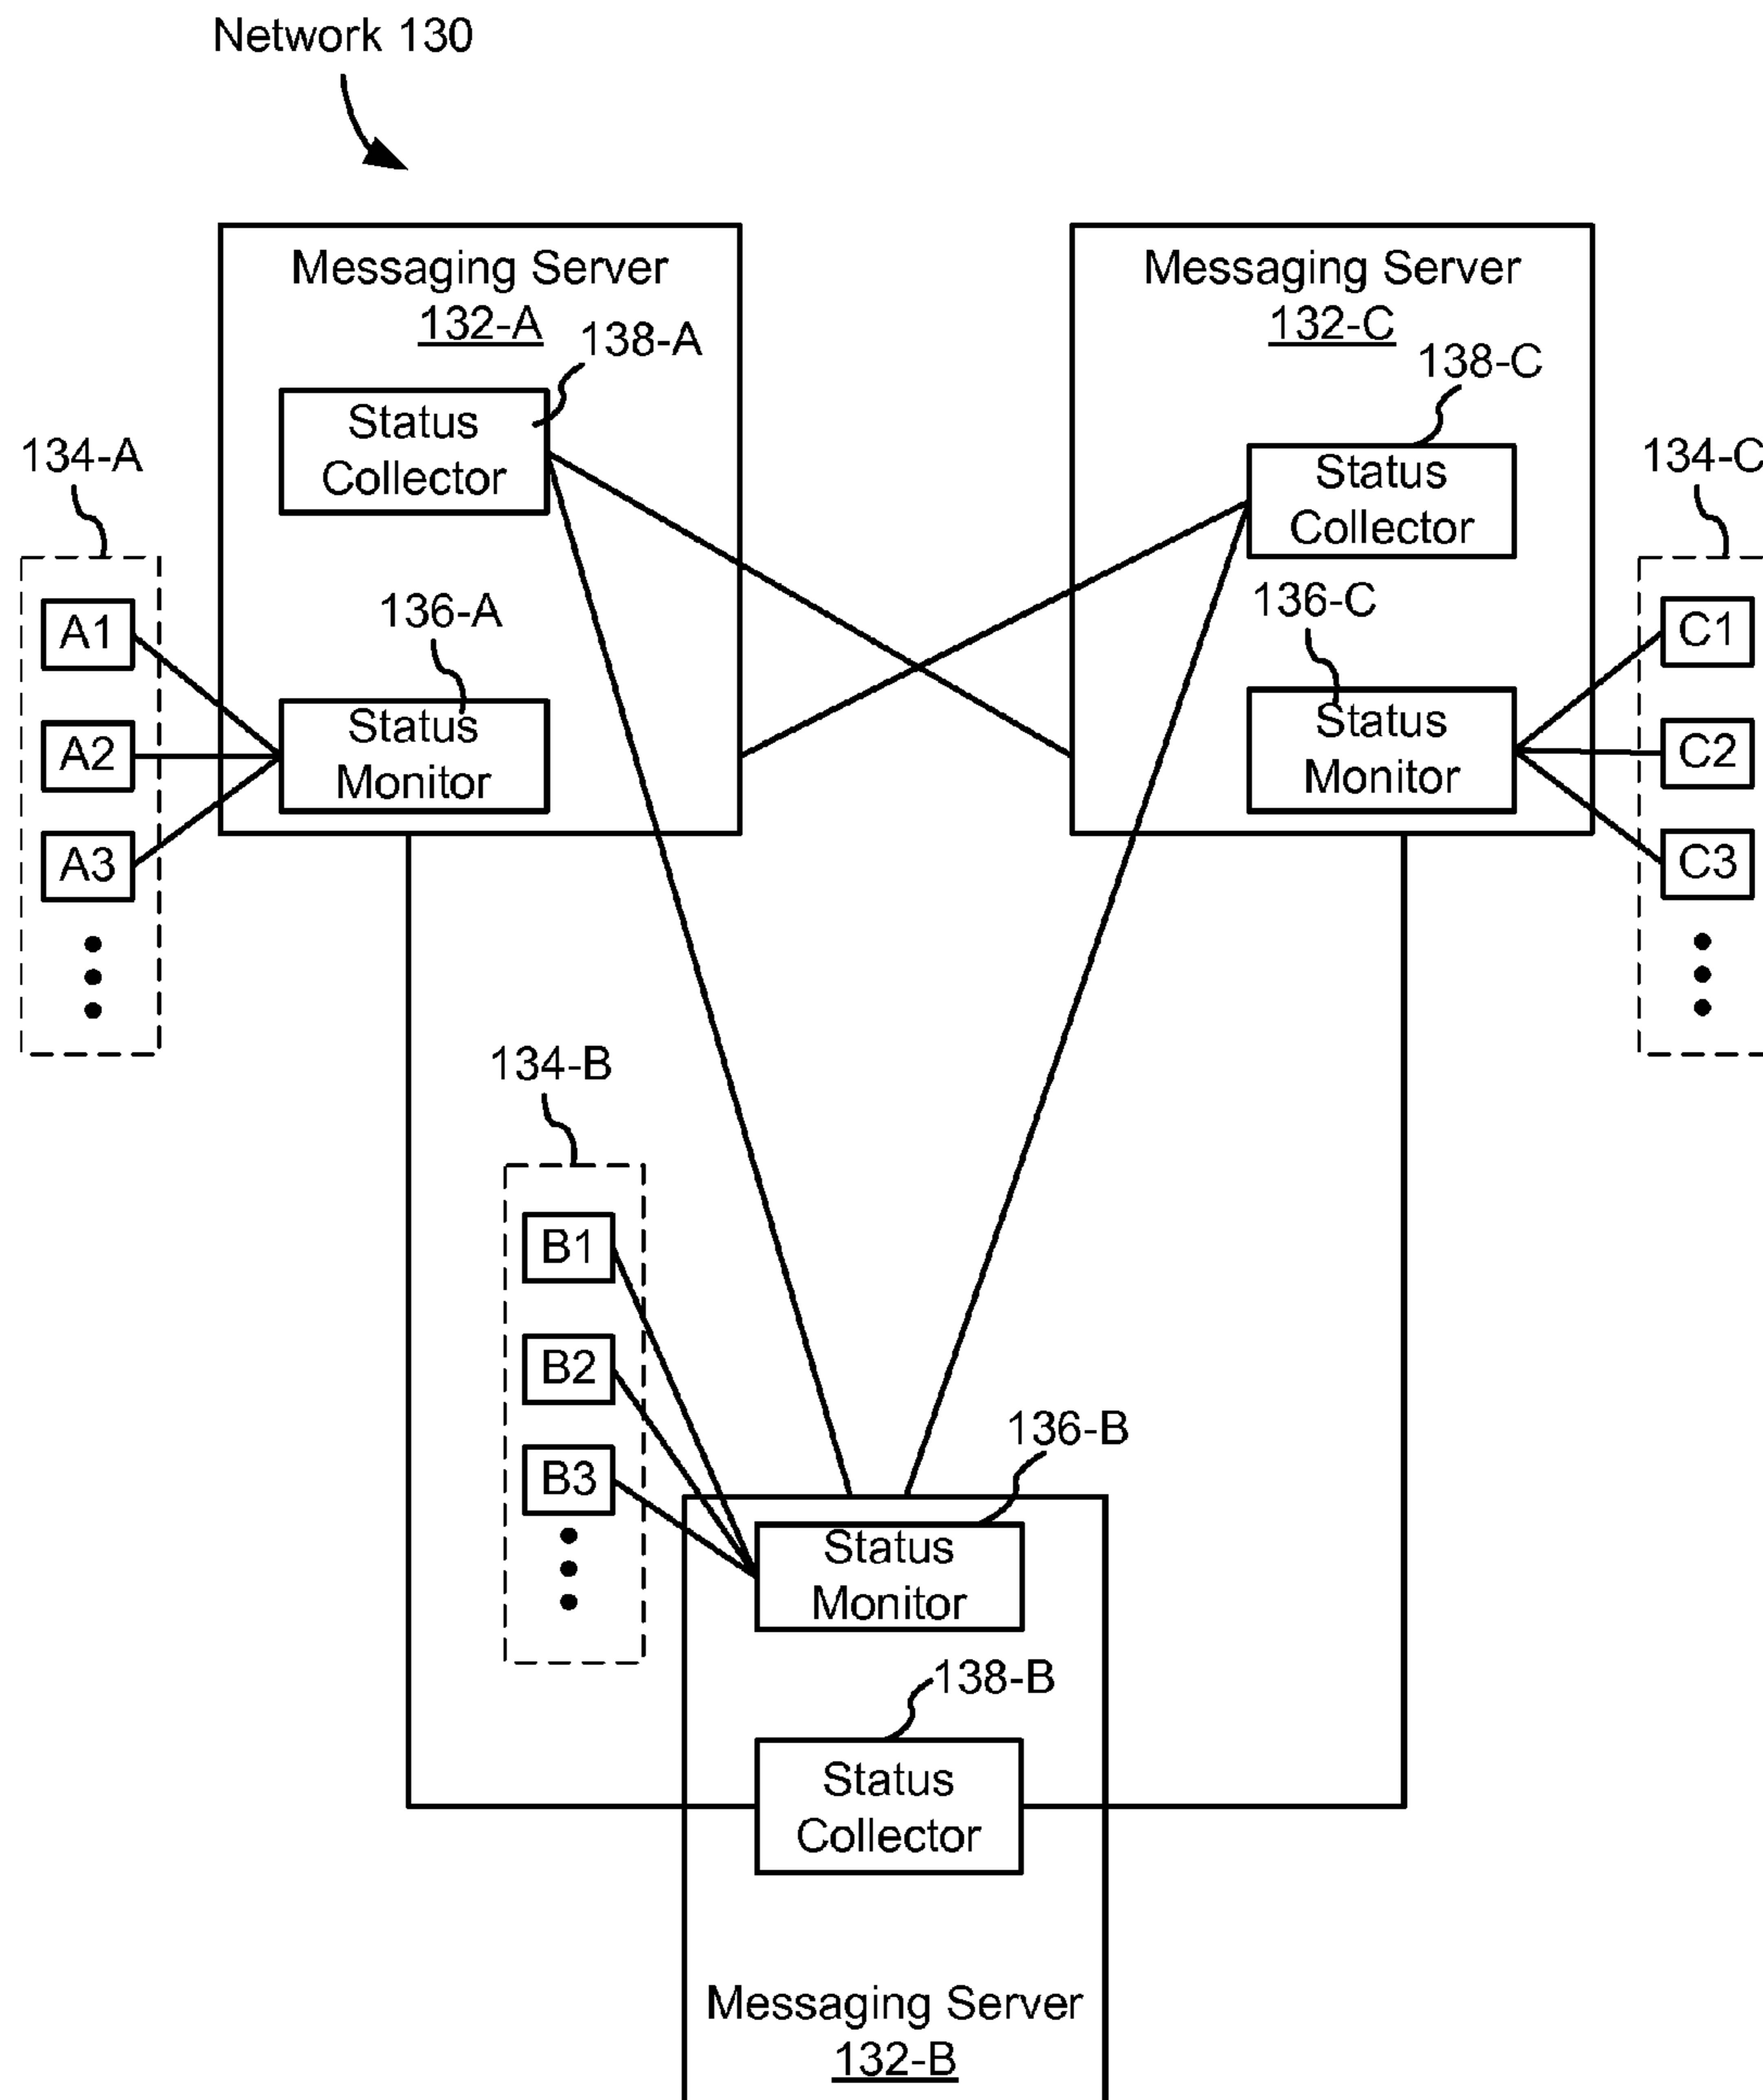 Network 130
Messaging Server
132-A
138-A
Status
Collector
134-A
A1
A2
A3
136-A
Status
Monitor
Messaging Server
132-C
138-C
Status
Collector
136-C
Status
Monitor
134-C
C1
C2
C3
134-B
B1
B2
B3
136-B
Status
Monitor
138-B
Status
Collector
Messaging Server
132-B